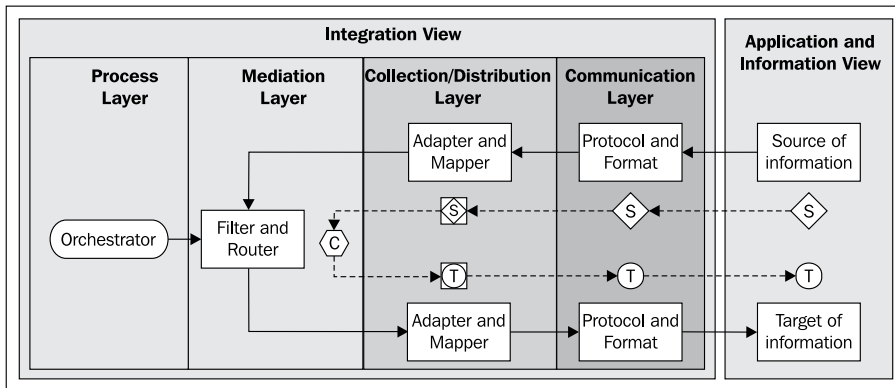 Integration View
Application and
Information View
Process
Layer
Mediation
Layer
Collection/Distribution
Layer
Communication
Layer
Adapter and
Mapper
Protocol and
Format
Source of
information
S
S
S
Orchestrator
Filter and
Router
C
T
T
T
Adapter and
Mapper
Protocol and
Format
Target of
information